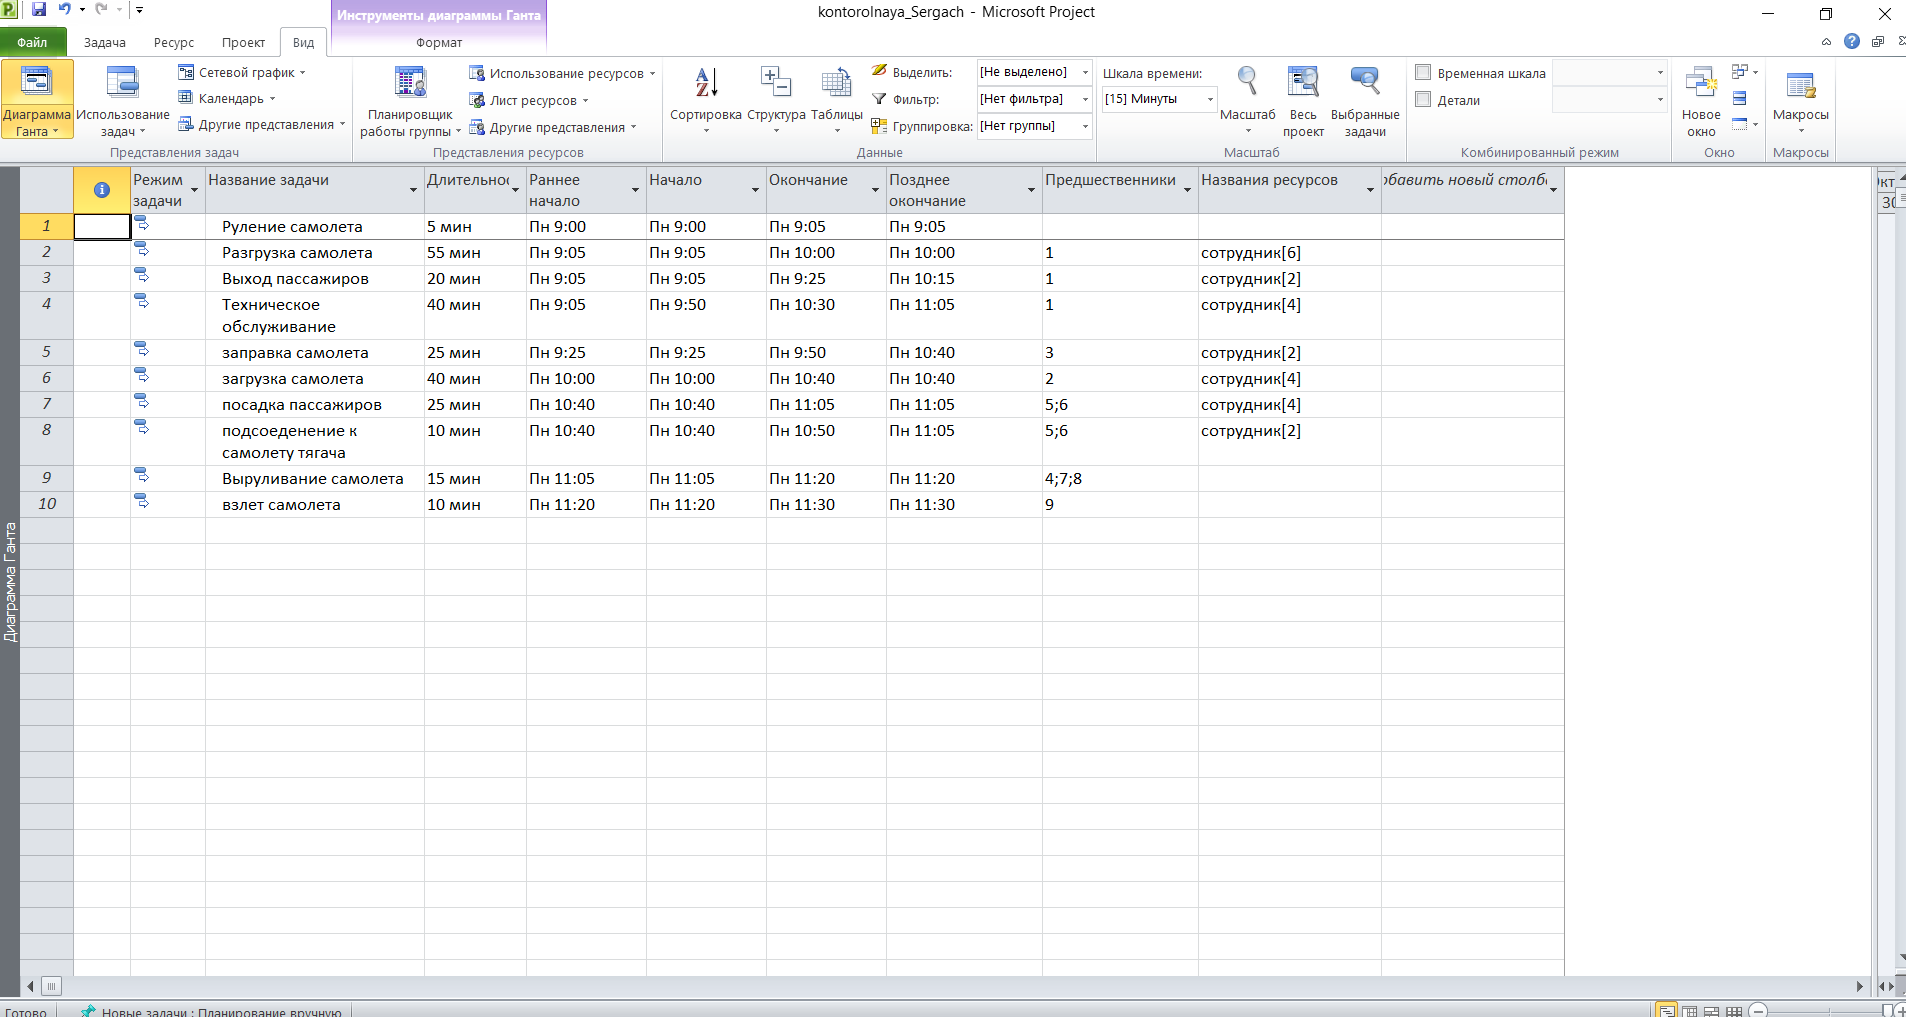 kontorolnaya_Sergach - Microsoft Project
Инструменты диаграммы Ганта
Файл Задача Ресурс Проект Вид Формат
Диаграмма Ганта
Использование задач
Сетевой график
Календарь
Другие представления
Представления задач
Планировщик работы группы
Использование ресурсов
Лист ресурсов
Другие представления
Представления ресурсов
Сортировка
Структура
Таблицы
Выделить: [Не выделено]
Фильтр: [Нет фильтра]
Группировка: [Нет группы]
Данные
Шкала времени:
[15] Минуты
Масштаб
Весь проект
Выбранные задачи
Масштаб
Временная шкала
Детали
Комбинированный режим
Новое окно
Окно
Макросы
Макросы
Режим задачи Название задачи Длительнос Раннее начало Начало Окончание Позднее окончание Предшественники Названия ресурсов обавить новый столб
1 Руление самолета 5 мин Пн 9:00 Пн 9:00 Пн 9:05 Пн 9:05
2 Разгрузка самолета 55 мин Пн 9:05 Пн 9:05 Пн 10:00 Пн 10:00 1 сотрудник[6]
3 Выход пассажиров 20 мин Пн 9:05 Пн 9:05 Пн 9:25 Пн 10:15 1 сотрудник[2]
4 Техническое обслуживание 40 мин Пн 9:05 Пн 9:50 Пн 10:30 Пн 11:05 1 сотрудник[4]
5 заправка самолета 25 мин Пн 9:25 Пн 9:25 Пн 9:50 Пн 10:40 3 сотрудник[2]
6 загрузка самолета 40 мин Пн 10:00 Пн 10:00 Пн 10:40 Пн 10:40 2 сотрудник[4]
7 посадка пассажиров 25 мин Пн 10:40 Пн 10:40 Пн 11:05 Пн 11:05 5;6 сотрудник[4]
8 подсоеденение к самолету тягача 10 мин Пн 10:40 Пн 10:40 Пн 10:50 Пн 11:05 5;6 сотрудник[2]
9 Выруливание самолета 15 мин Пн 11:05 Пн 11:05 Пн 11:20 Пн 11:20 4;7;8
10 взлет самолета 10 мин Пн 11:20 Пн 11:20 Пн 11:30 Пн 11:30 9
Диаграмма Ганта
Готово Новые задачи : Планирование вручную